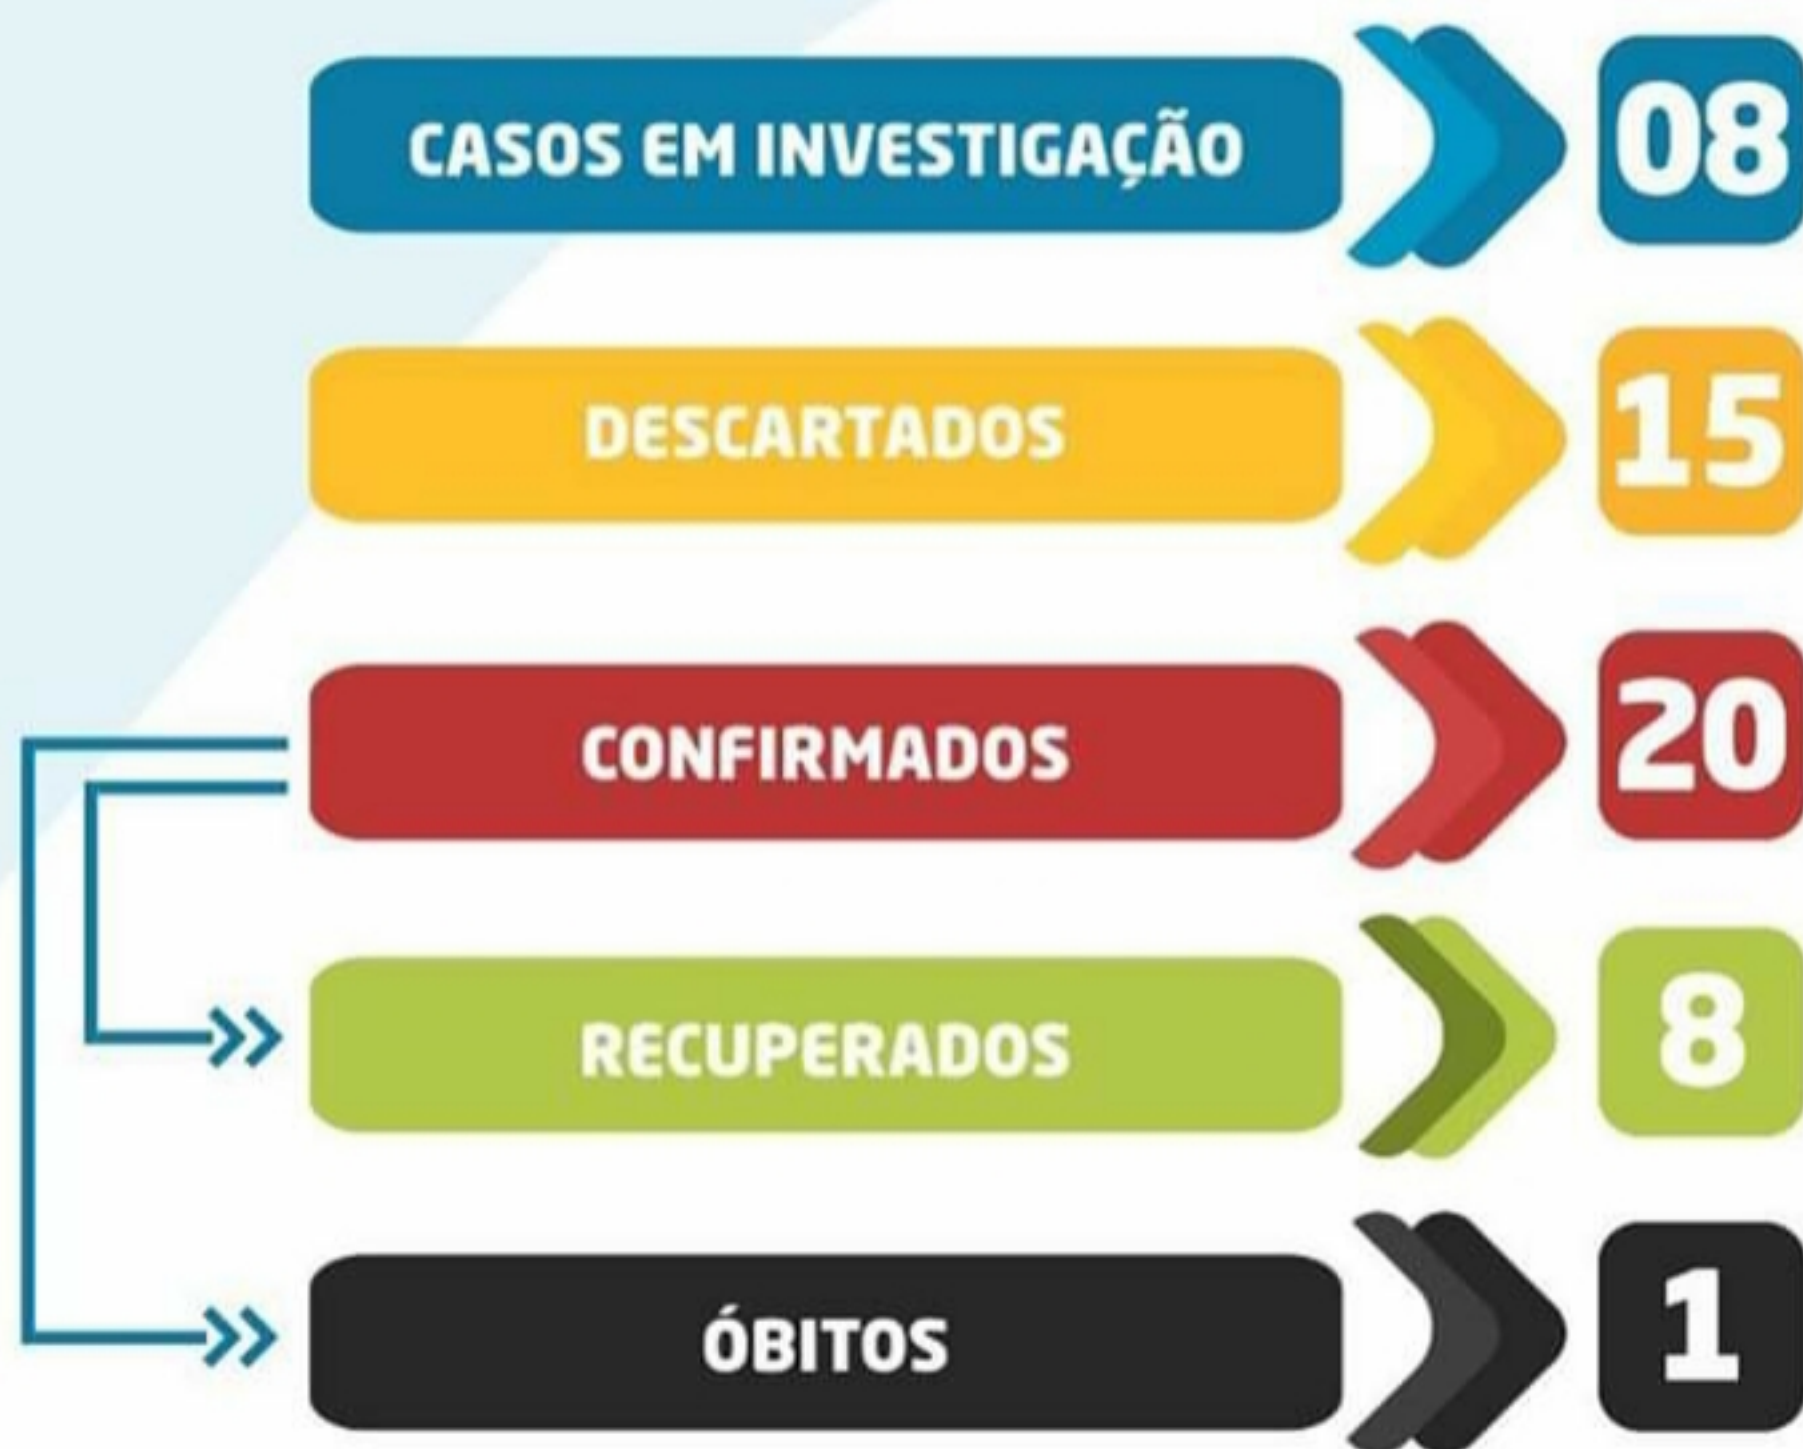 CASOS EM INVESTIGAÇÃO 08
DESCARTADOS 15
CONFIRMADOS 20
RECUPERADOS 8
ÓBITOS 1